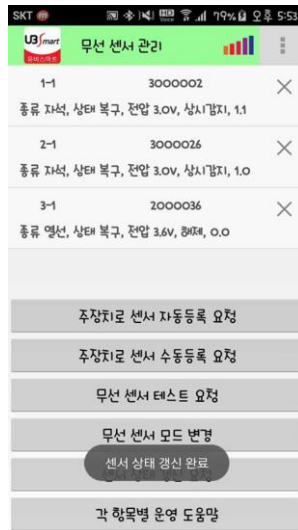 SKT 79% 오후 5:53
U3Smart 무선 센서 관리
유비스마트
1-1 3000002
종류 자석, 상태 복구, 전압 3.0V, 상시감지, 1.1
2-1 3000026
종류 자석, 상태 복구, 전압 3.0V, 상시감지, 1.0
3-1 2000036
종류 열선, 상태 복구, 전압 3.6V, 해제, 0.0
주장치로 센서 자동등록 요청
주장치로 센서 수동등록 요청
무선 센서 테스트 요청
무선 센서 모드 변경
센서 상태 갱신 완료
각 항목별 운영 도움말